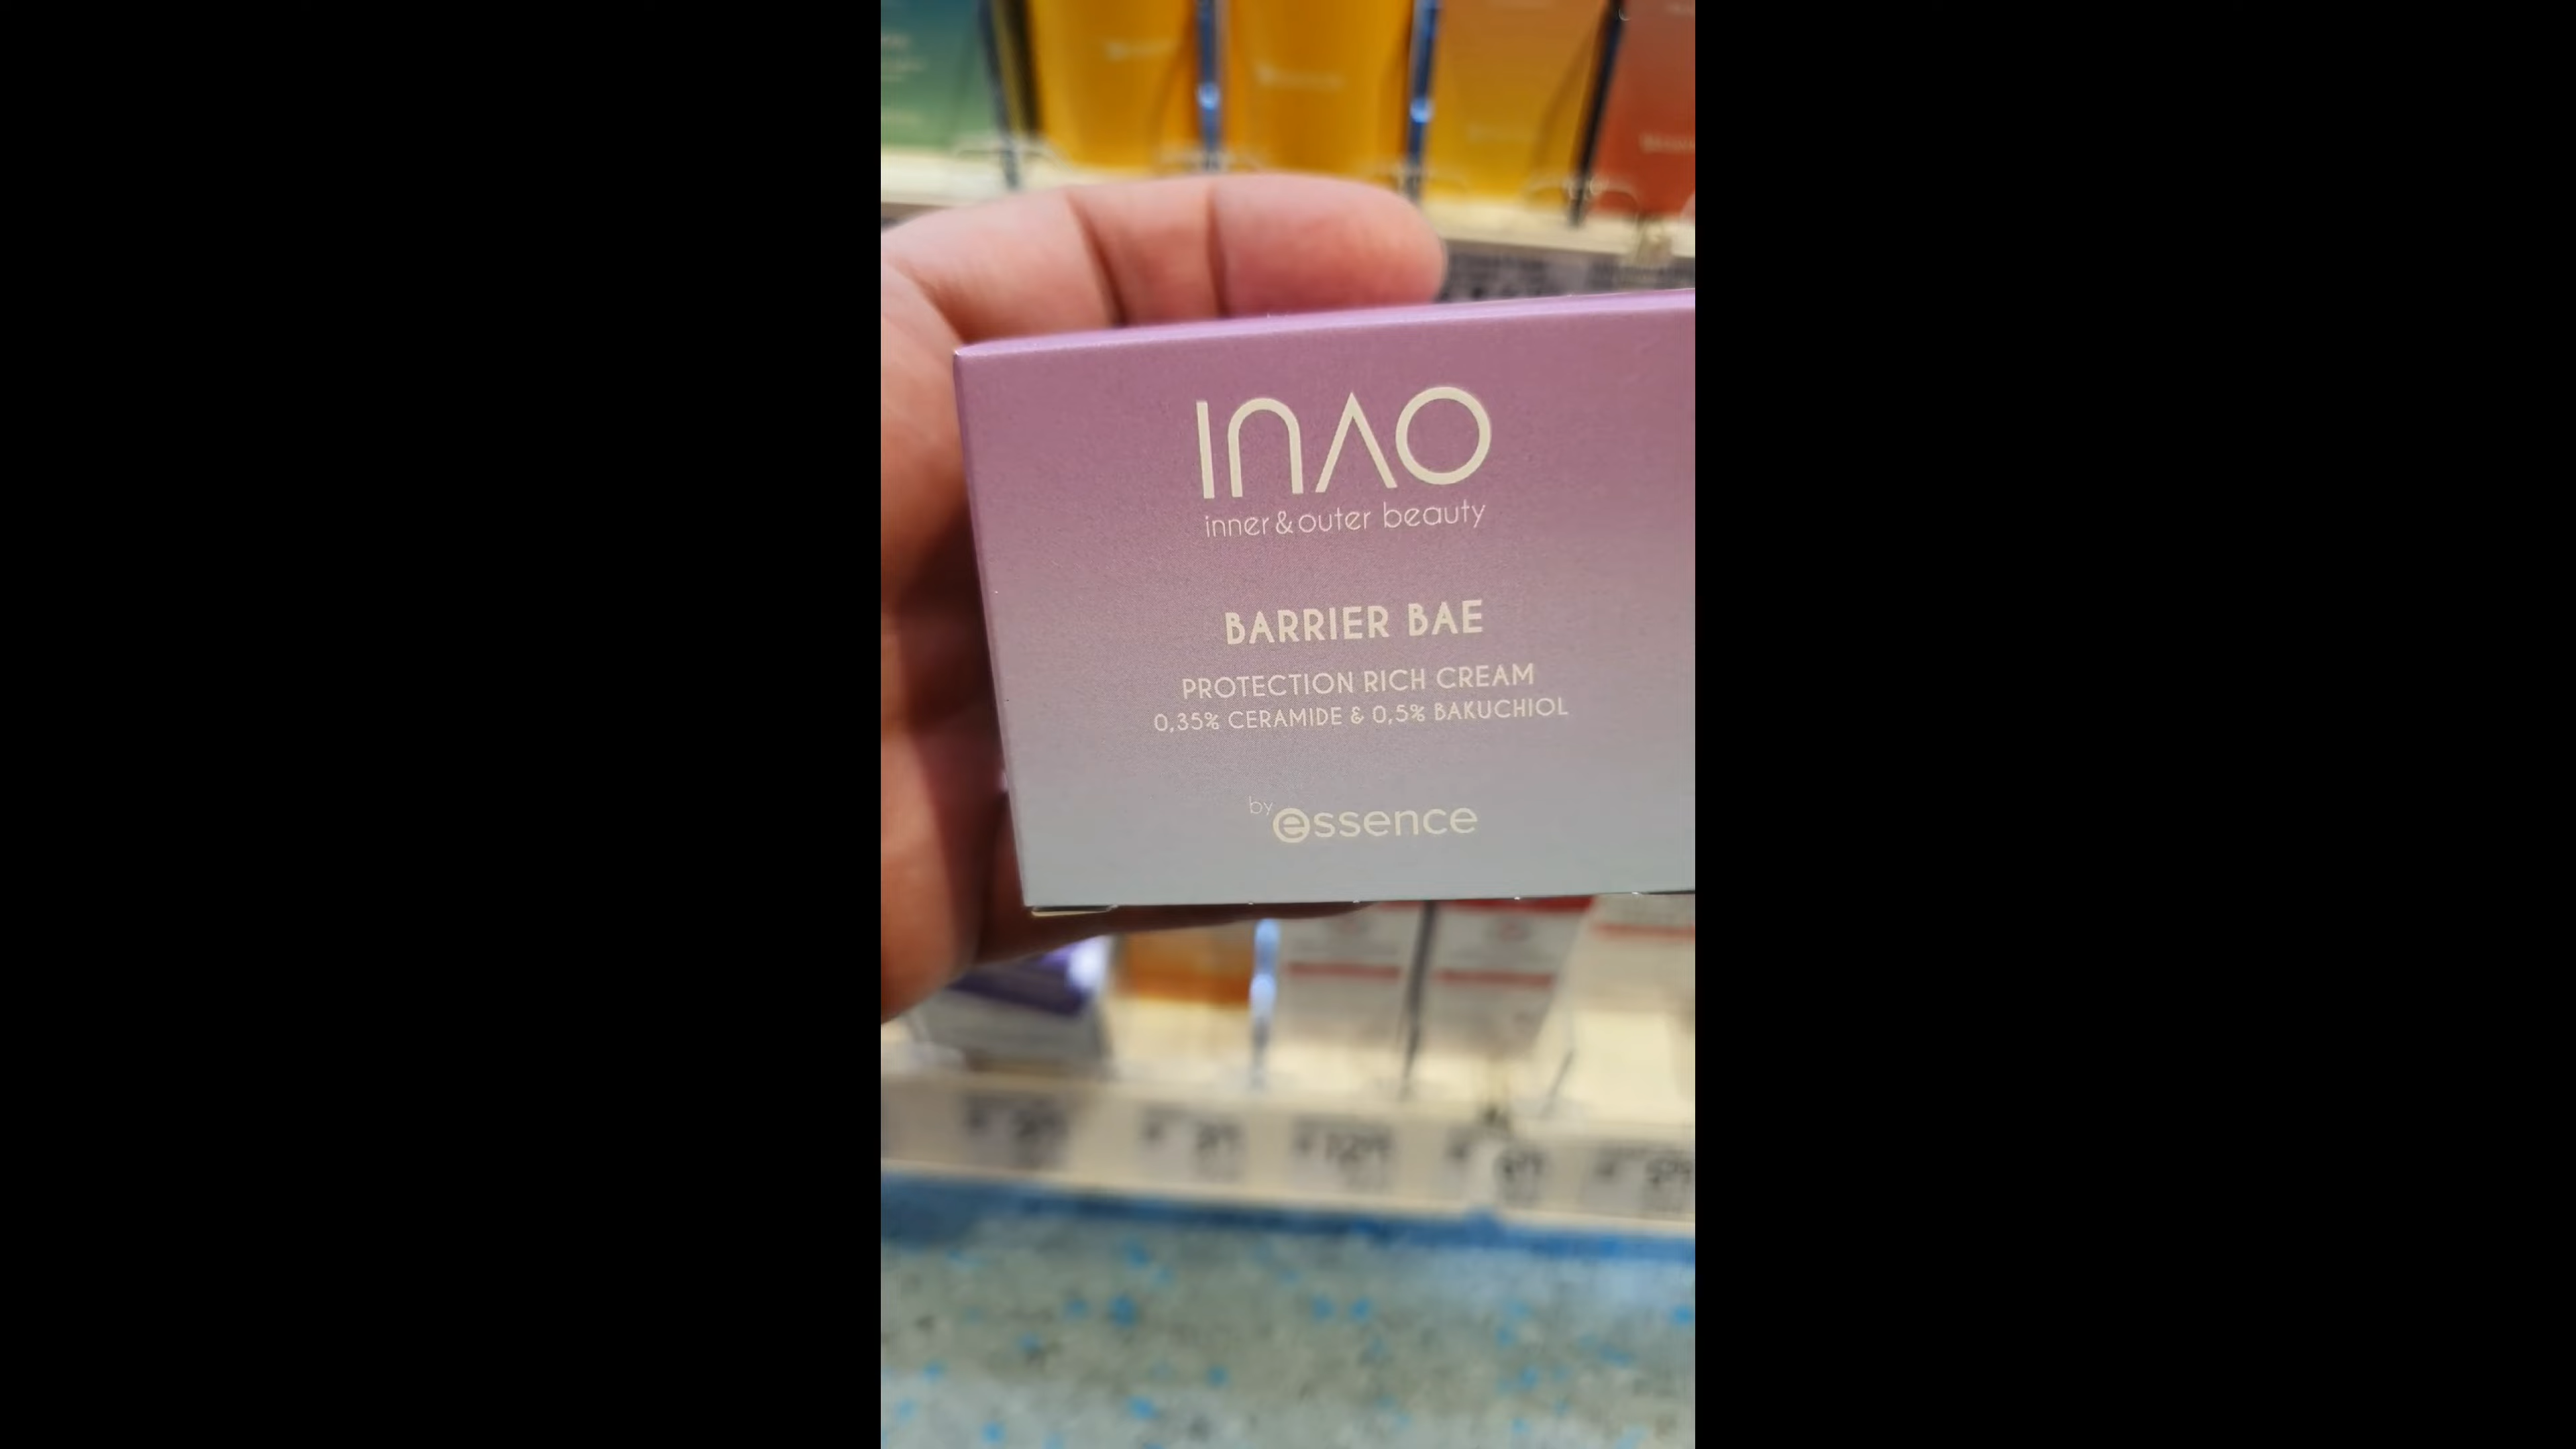 INAO
inner & outer beauty
BARRIER BAE
PROTECTION RICH CREAM
0,35% CERAMIDE & 0,5% BAKUCHIOL
by essence